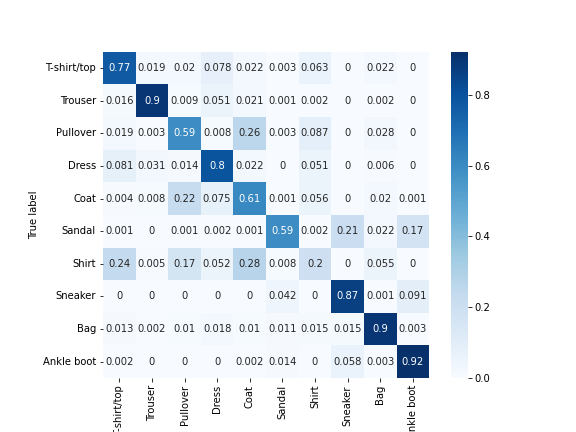 T-shirt/top 0.77 0.019 0.02 0.078 0.022 0.003 0.063 0 0.022 0
Trouser 0.016 0.9 0.009 0.051 0.021 0.001 0.002 0 0.002 0
Pullover 0.019 0.003 0.59 0.008 0.26 0.003 0.087 0 0.028 0
Dress 0.081 0.031 0.014 0.8 0.022 0 0.051 0 0.006 0
Coat 0.004 0.008 0.22 0.075 0.61 0.001 0.056 0 0.02 0.001
Sandal 0.001 0 0.001 0.002 0.001 0.59 0.002 0.21 0.022 0.17
Shirt 0.24 0.005 0.17 0.052 0.28 0.008 0.2 0 0.055 0
Sneaker 0 0 0 0 0 0.042 0 0.87 0.001 0.091
Bag 0.013 0.002 0.01 0.018 0.01 0.011 0.015 0.015 0.9 0.003
Ankle boot 0.002 0 0 0 0.002 0.014 0 0.058 0.003 0.92
True label
-shirt/top Trouser Pullover Dress Coat Sandal Shirt Sneaker Bag nkle boot
0.8
0.6
0.4
0.2
0.0